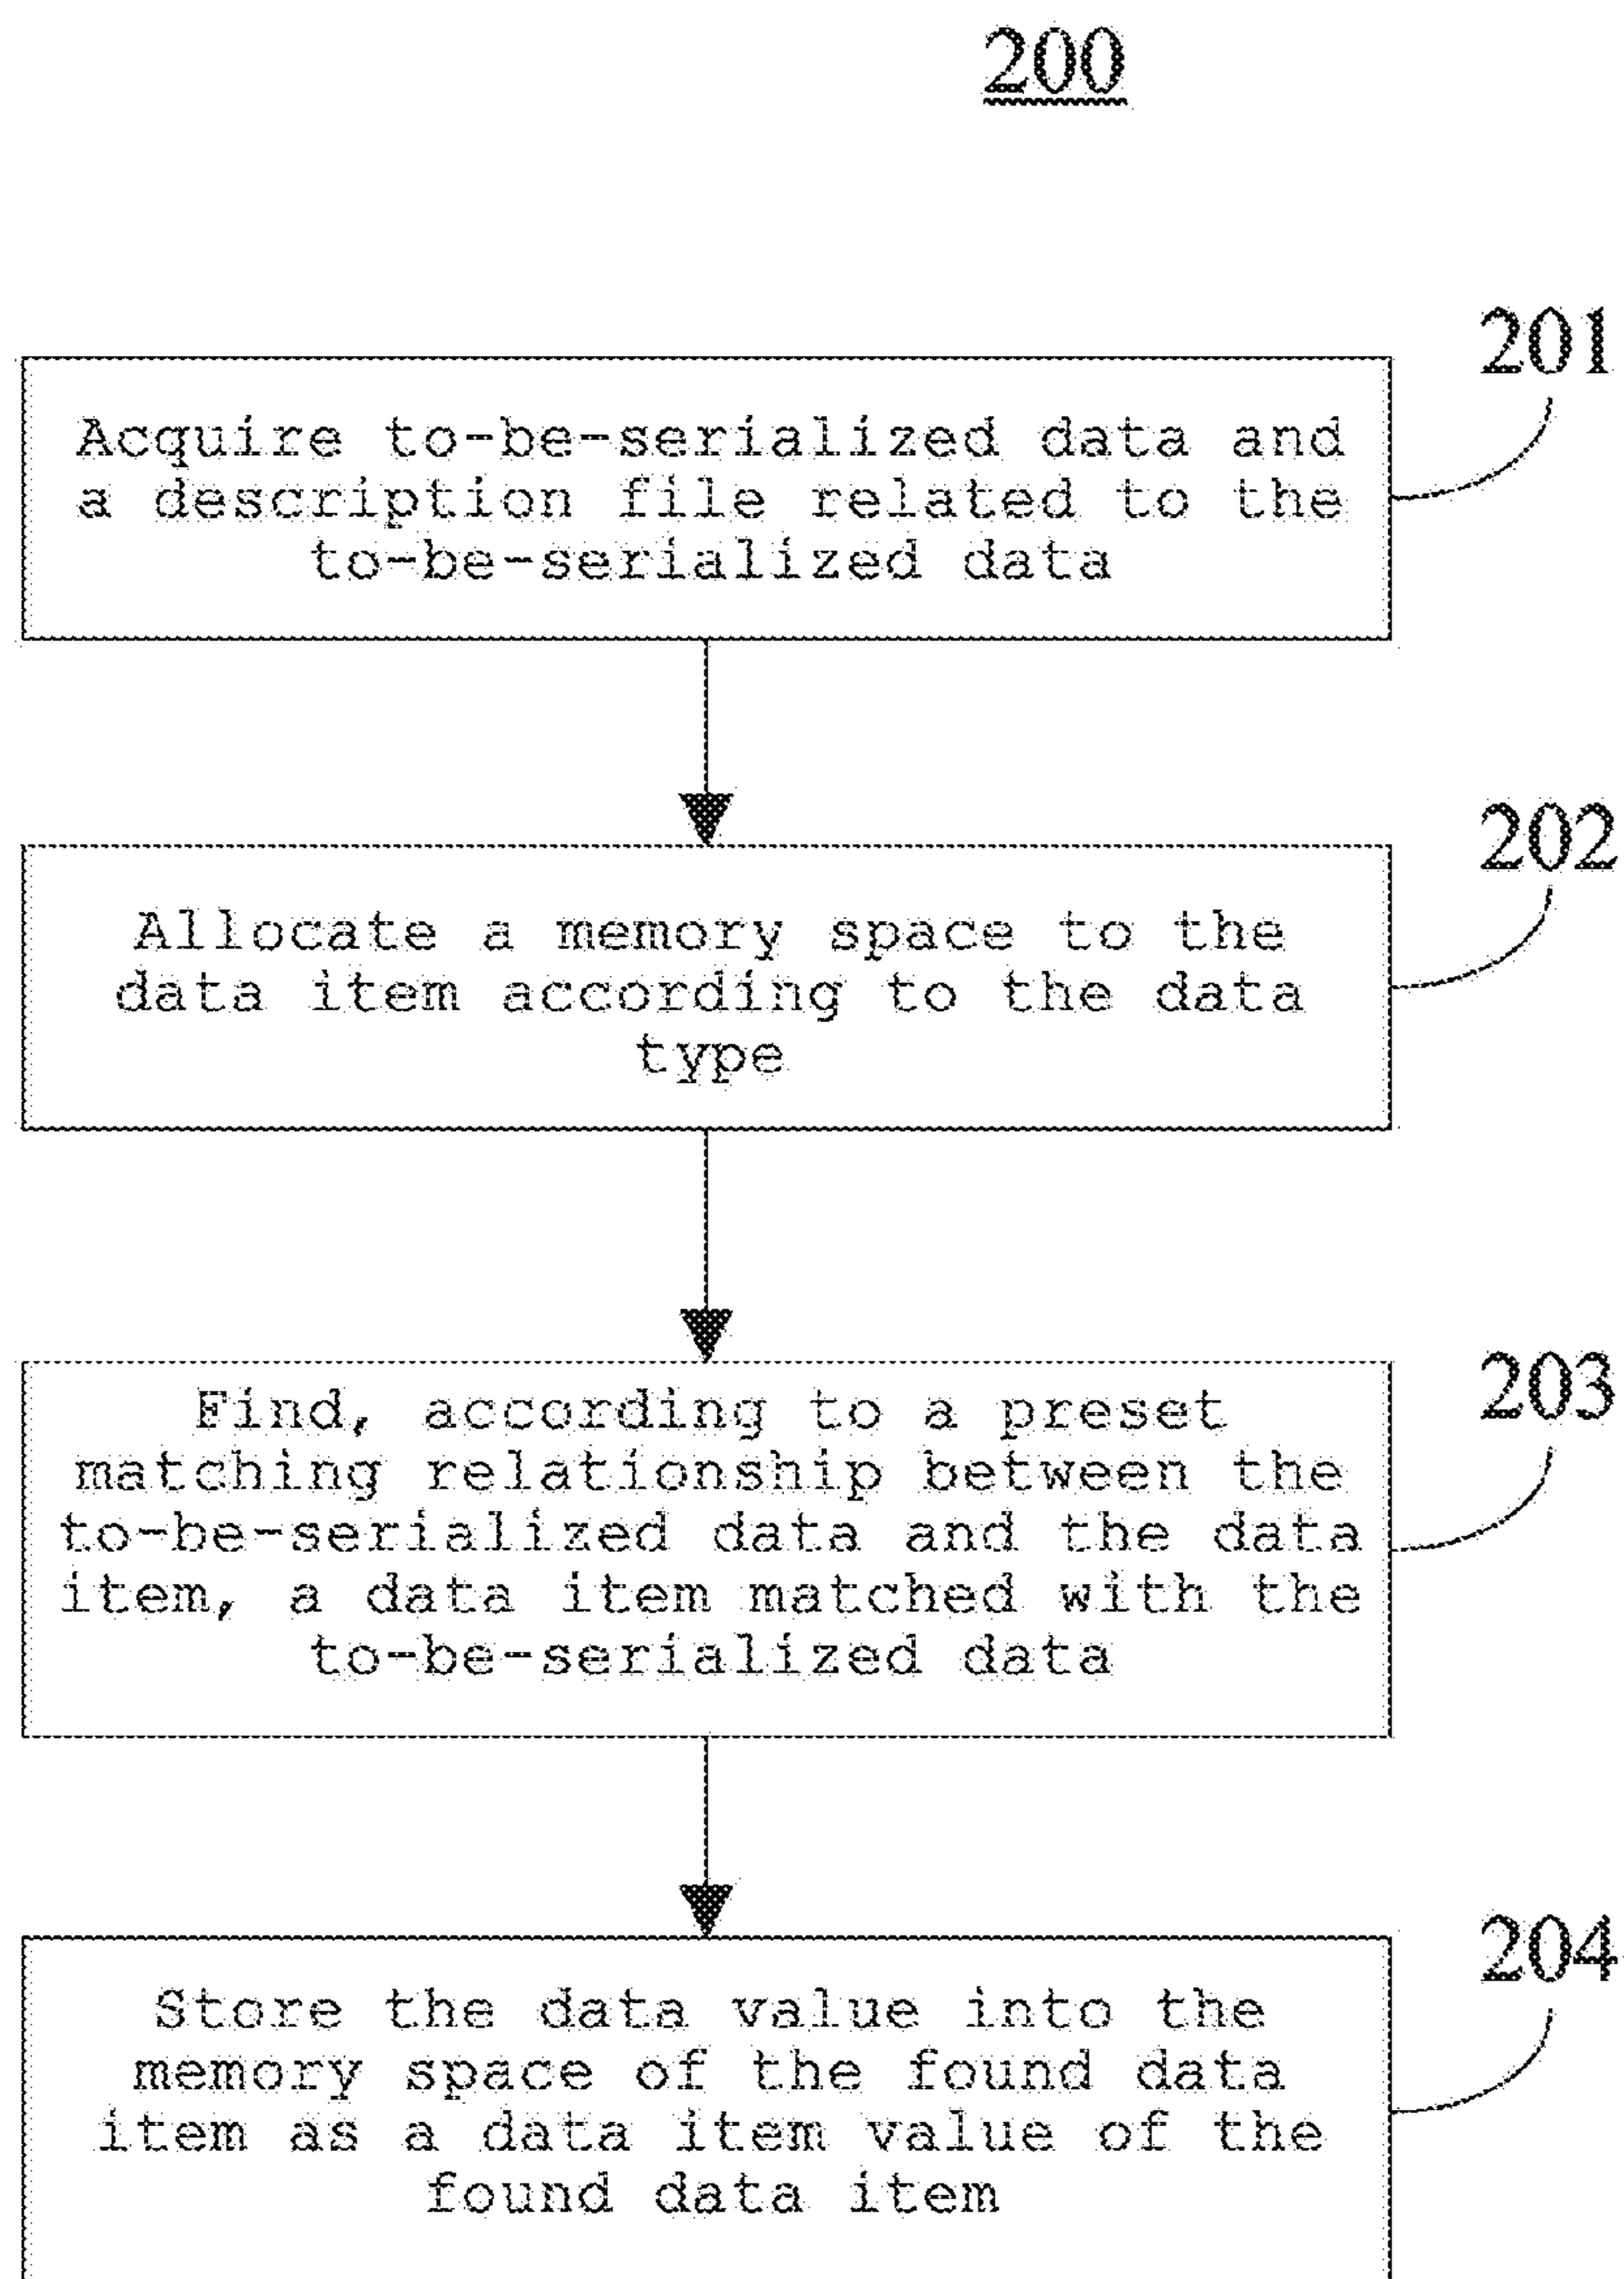 200
201
Acquire to-be-serialized data and
a description file related to the
to-be-serialized data
202
Allocate a memory space to the
data item according to the data
type
203
Find, according to a preset
matching relationship between the
to-be-serialized data and the data
item, a data item matched with the
to-be-serialized data
204
Store the data value into the
memory space of the found data
item as a data item value of the
found data item